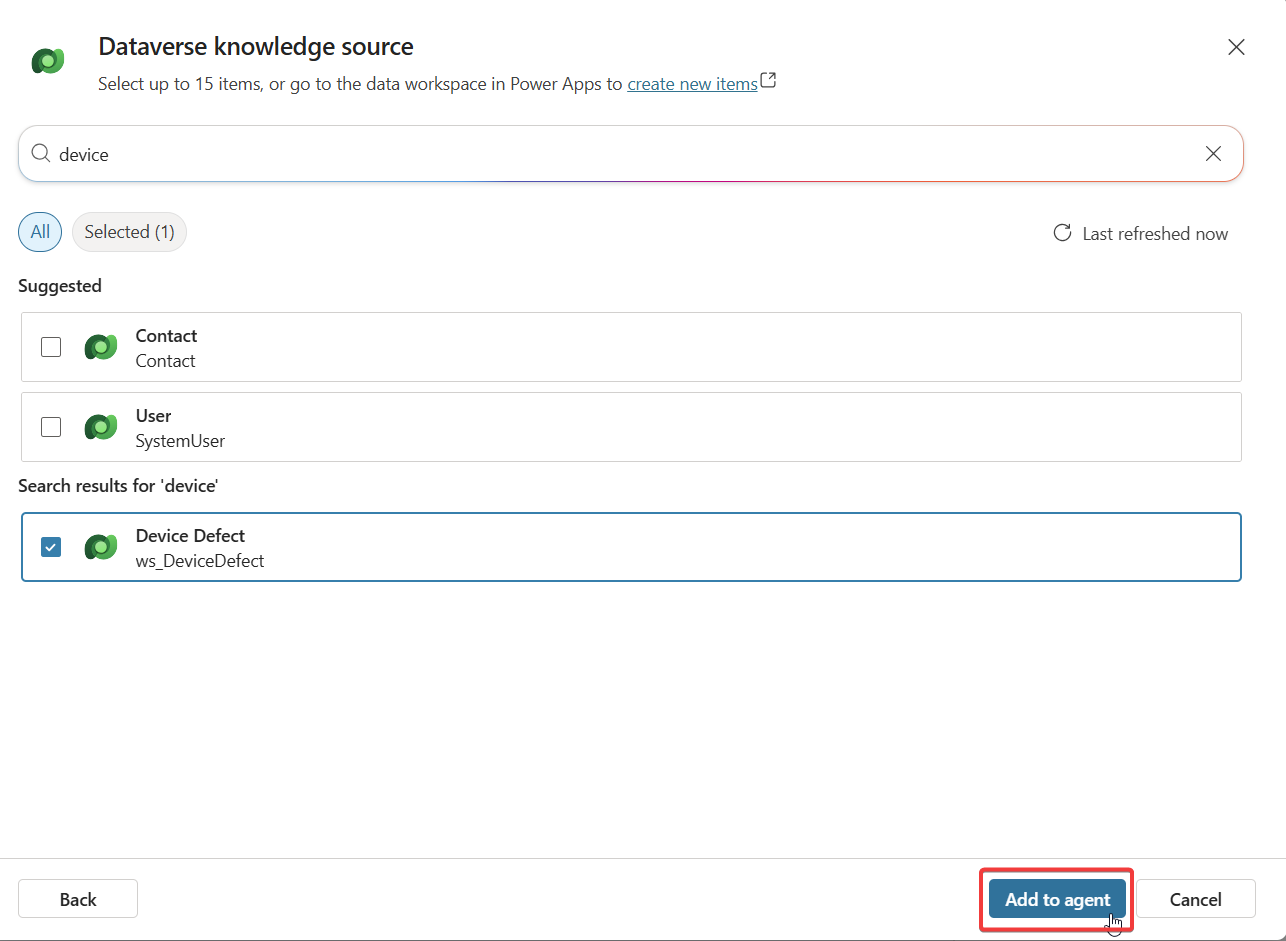 Dataverse knowledge source
Select up to 15 items, or go to the data workspace in Power Apps to create new items
device
All
Selected (1)
Last refreshed now
Suggested
Contact
Contact
User
SystemUser
Search results for 'device'
Device Defect
ws_DeviceDefect
Back
Add to agent
Cancel